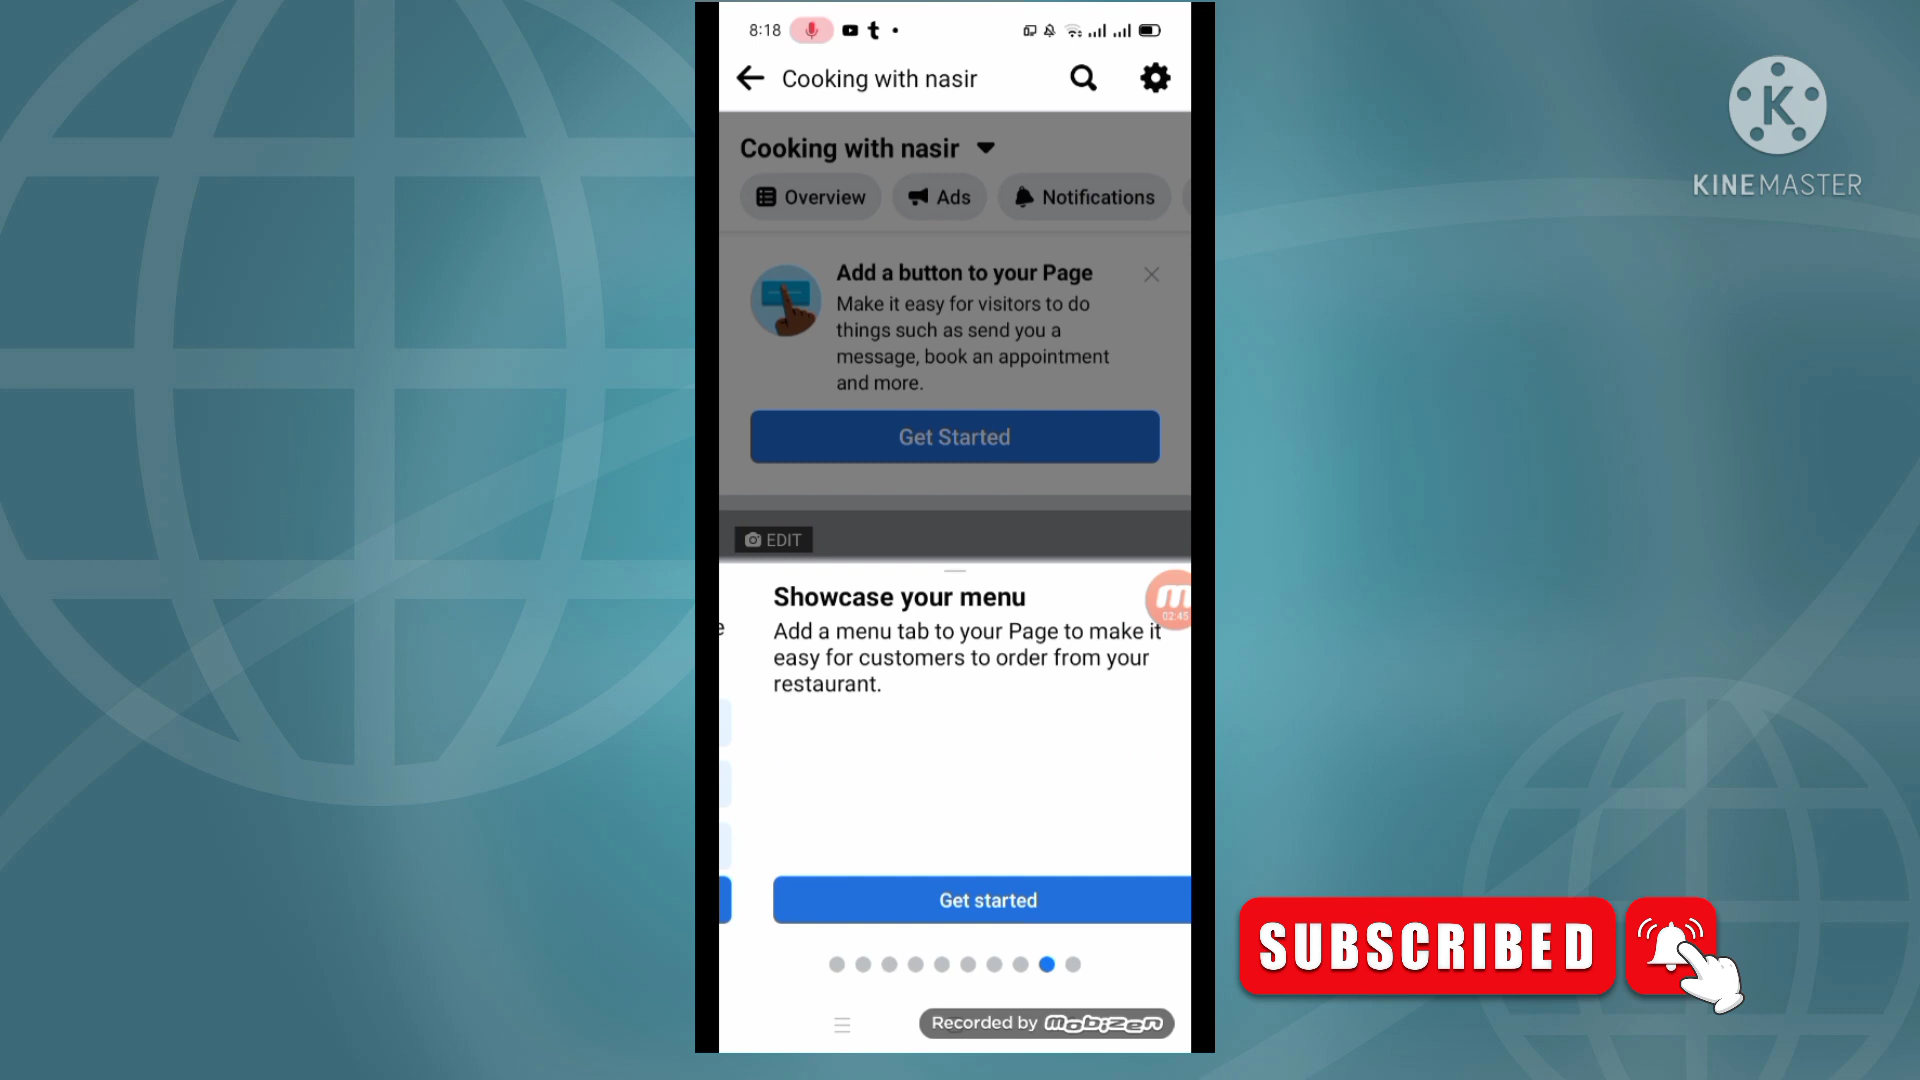 8:18
Cooking with nasir
Cooking with nasir
Overview
Ads
Notifications
Add a button to your Page
Make it easy for visitors to do
things such as send you a
message, book an appointment
and more.
Get Started
EDIT
Showcase your menu
Add a menu tab to your Page to make it
easy for customers to order from your
restaurant.
02:45
e
Get started
Recorded by mobizen
K
KINEMASTER
SUBSCRIBED